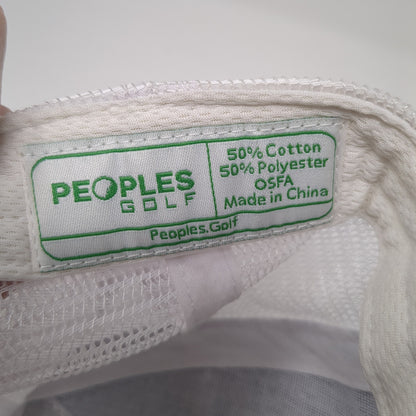 PEOPLES
GOLF
50% Cotton
50% Polyester
OSFA
Made in China
Peoples.Golf